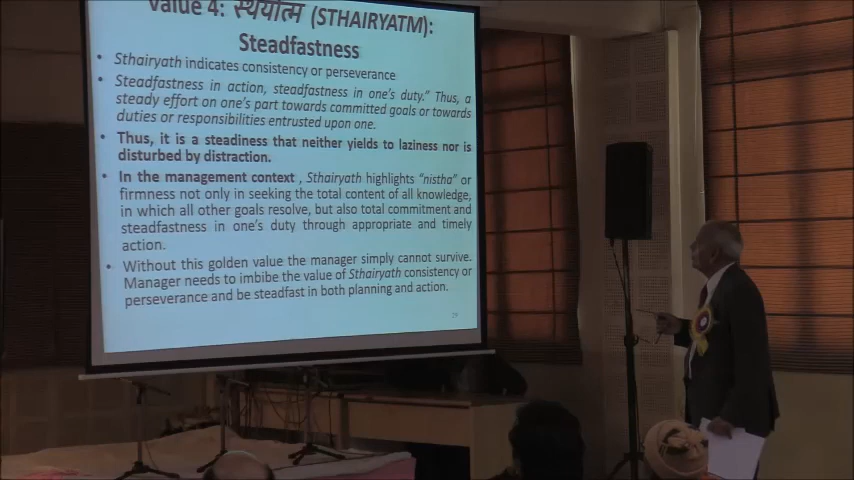 Value 4: स्थैर्यात्म (STHAIRYATM):
Steadfastness
• Sthairyath indicates consistency or perseverance
• Steadfastness in action, steadfastness in one's duty." Thus, a
steady effort on one's part towards committed goals or towards
duties or responsibilities entrusted upon one.
• Thus, it is a steadiness that neither yields to laziness nor is
disturbed by distraction.
• In the management context , Sthairyath highlights "nistha" or
firmness not only in seeking the total content of all knowledge,
in which all other goals resolve, but also total commitment and
steadfastness in one's duty through appropriate and timely
action.
• Without this golden value the manager simply cannot survive.
Manager needs to imbibe the value of Sthairyath consistency or
perseverance and be steadfast in both planning and action.